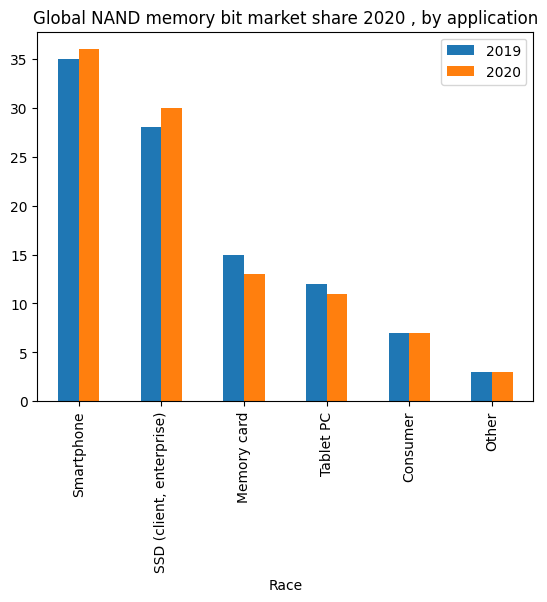 Global NAND memory bit market share 2020 , by application
2019
2020
35
30
25
20
15
10
5
0
Smartphone
SSD (client, enterprise)
Memory card
Tablet PC
Consumer
Other
Race